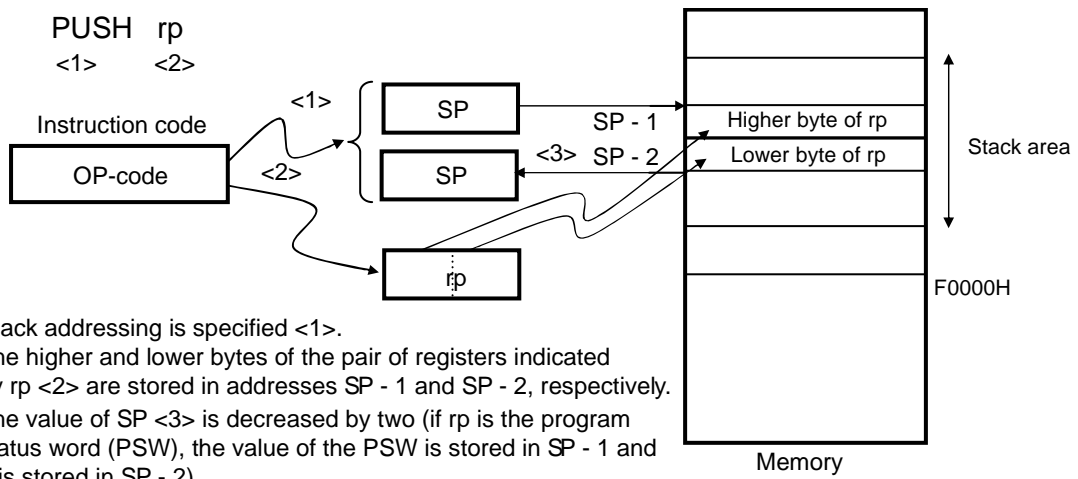 PUSH rp
<1> <2>
Instruction code
OP-code
<1>
<2>
SP
SP
rp
SP - 1
<3> SP - 2
Higher byte of rp
Lower byte of rp
Stack area
F0000H
Memory
ack addressing is specified <1>.
he higher and lower bytes of the pair of registers indicated
y rp <2> are stored in addresses SP - 1 and SP - 2, respectively.
he value of SP <3> is decreased by two (if rp is the program
atus word (PSW), the value of the PSW is stored in SP - 1 and
is stored in SP - 2)